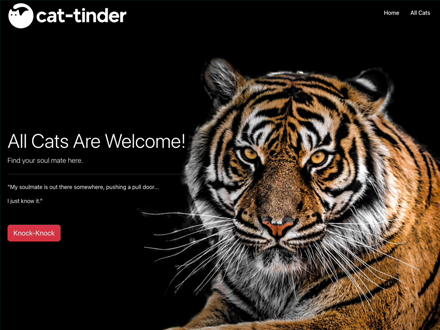 cat-tinder
Home All Cats
All Cats Are Welcome!
Find your soul mate here.
"My soulmate is out there somewhere, pushing a pull door...
I just know it."
Knock-Knock